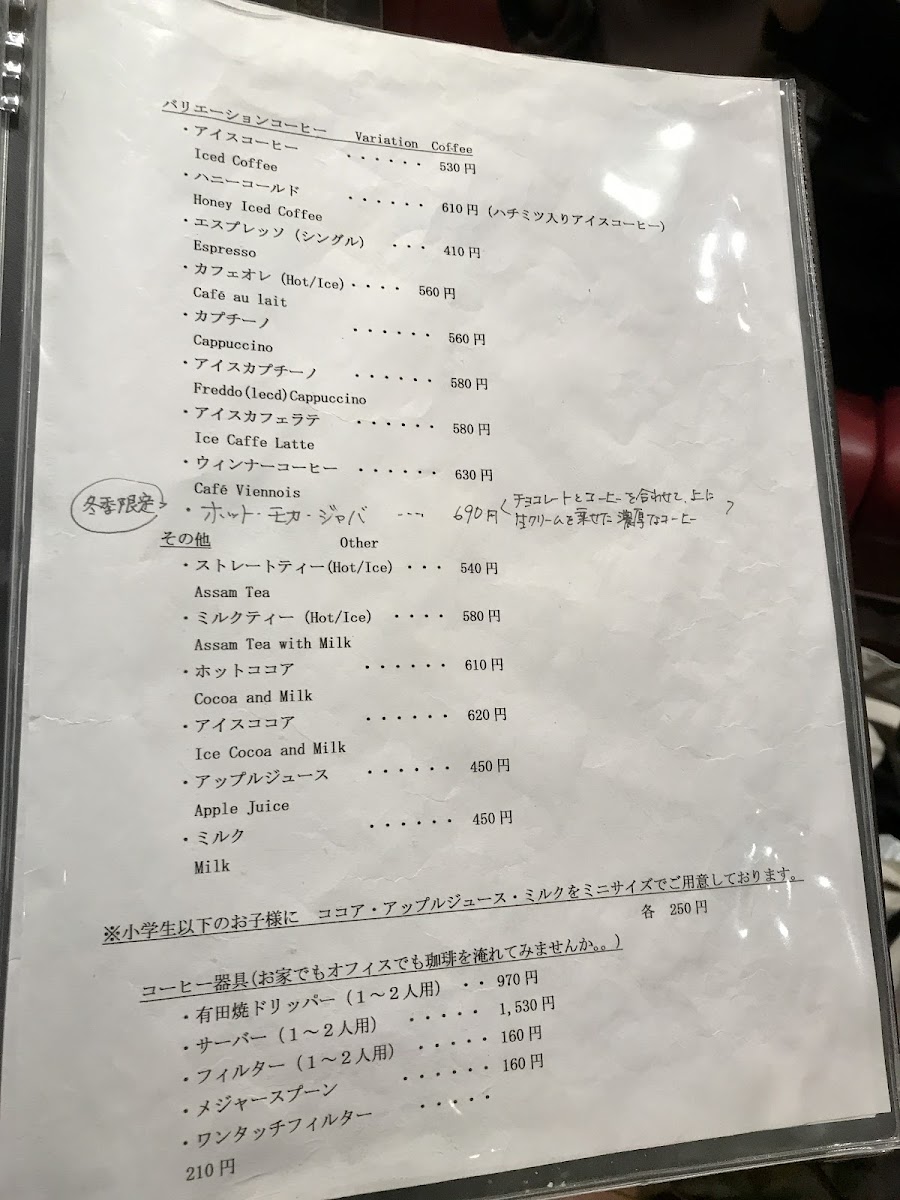 バリエーションコーヒー Variation Coffee
・アイスコーヒー ・・・・・・ 530円
Iced Coffee
・ハニーコールド ・・・・・・ 610円(ハチミツ入りアイスコーヒー)
Honey Iced Coffee
・エスプレッソ(シングル) ・・・ 410円
Espresso
・カフェオレ(Hot/Ice)・・・・ 560円
Café au lait
・カプチーノ ・・・・・・ 560円
Cappuccino
・アイスカプチーノ ・・・・・・ 580円
Freddo(lecd)Cappuccino
・アイスカフェラテ ・・・・・・ 580円
Ice Caffe Latte
・ウィンナーコーヒー ・・・・・・ 630円
Café Viennois
冬季限定 ・ホット・モカ・ジャバ ---- 690円 <チョコレートとコーヒーを合わせて、上に
生クリームを乗せた濃厚なコーヒー>
その他 Other
・ストレートティー(Hot/Ice) ・・・ 540円
Assam Tea
・ミルクティー(Hot/Ice) ・・・・ 580円
Assam Tea with Milk
・ホットココア ・・・・・・ 610円
Cocoa and Milk
・アイスココア ・・・・・・ 620円
Ice Cocoa and Milk
・アップルジュース ・・・・・・ 450円
Apple Juice
・ミルク ・・・・・・ 450円
Milk
※小学生以下のお子様に ココア・アップルジュース・ミルクをミニサイズでご用意しております。
各 250円
コーヒー器具(お家でもオフィスでも珈琲を淹れてみませんか。。)
・有田焼ドリッパー(1～2人用) ・・ 970円
・サーバー(1～2人用) ・・・・・ 1,530円
・フィルター(1～2人用) ・・・・・ 160円
・メジャースプーン ・・・・・・ 160円
・ワンタッチフィルター ・・・・・
210円